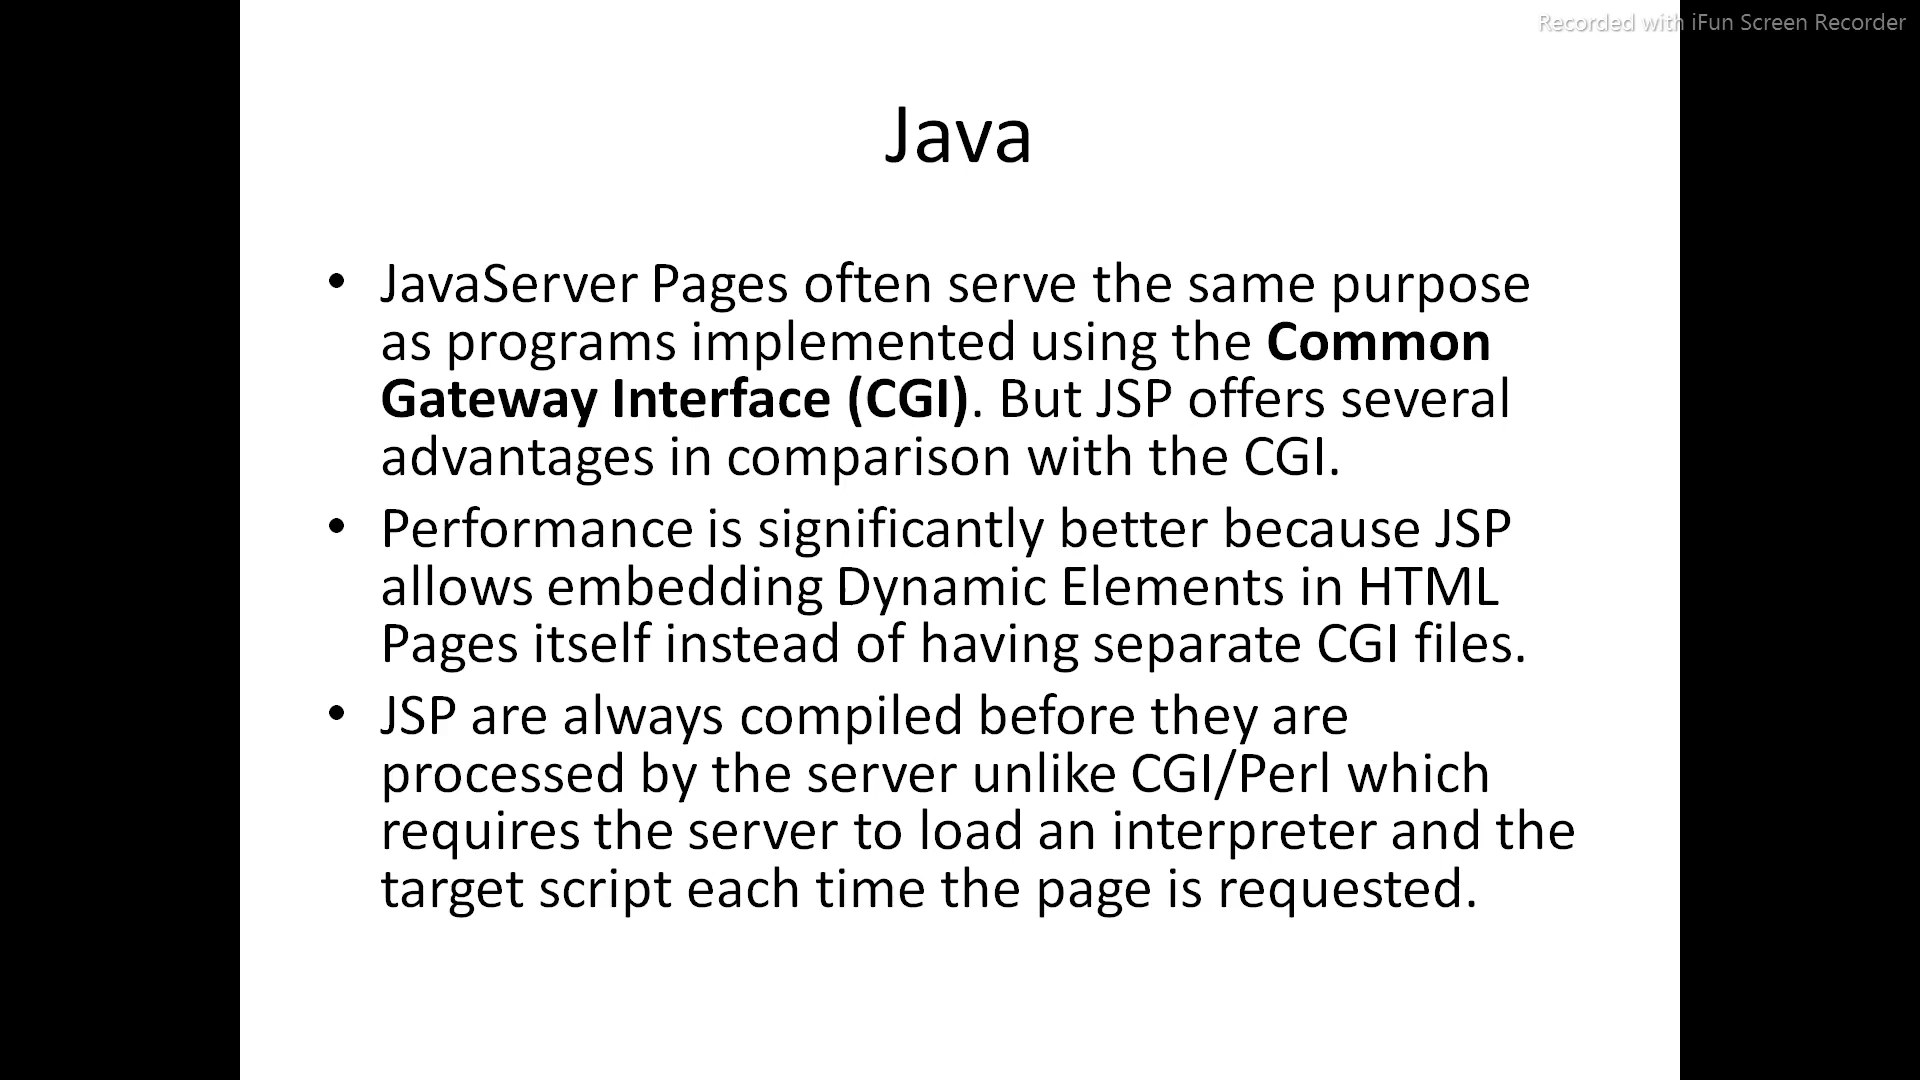 Recorded with iFun Screen Recorder
Java
• JavaServer Pages often serve the same purpose
as programs implemented using the Common
Gateway Interface (CGI). But JSP offers several
advantages in comparison with the CGI.
• Performance is significantly better because JSP
allows embedding Dynamic Elements in HTML
Pages itself instead of having separate CGI files.
• JSP are always compiled before they are
processed by the server unlike CGI/Perl which
requires the server to load an interpreter and the
target script each time the page is requested.